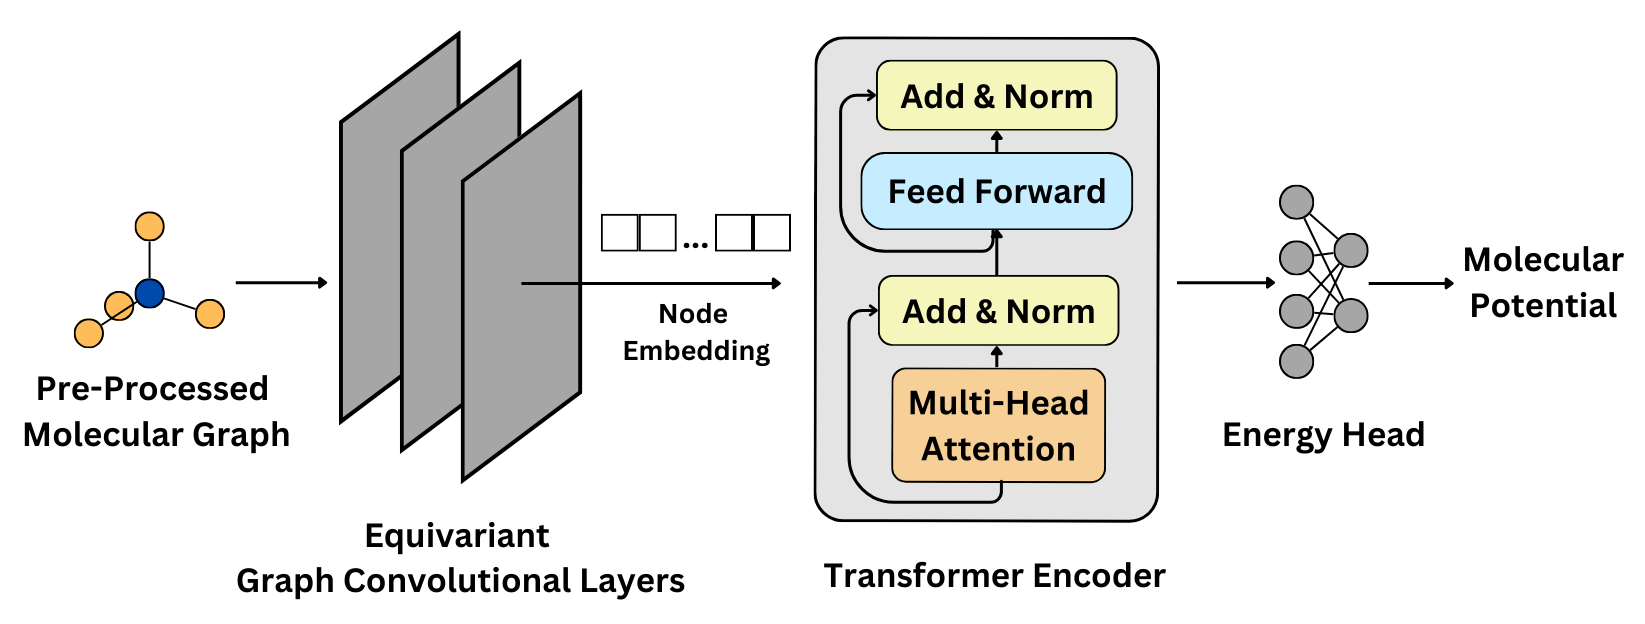 Pre-Processed
Molecular Graph
Equivariant
Graph Convolutional Layers
...
Node
Embedding
Add & Norm
Feed Forward
Add & Norm
Multi-Head
Attention
Transformer Encoder
Energy Head
Molecular
Potential